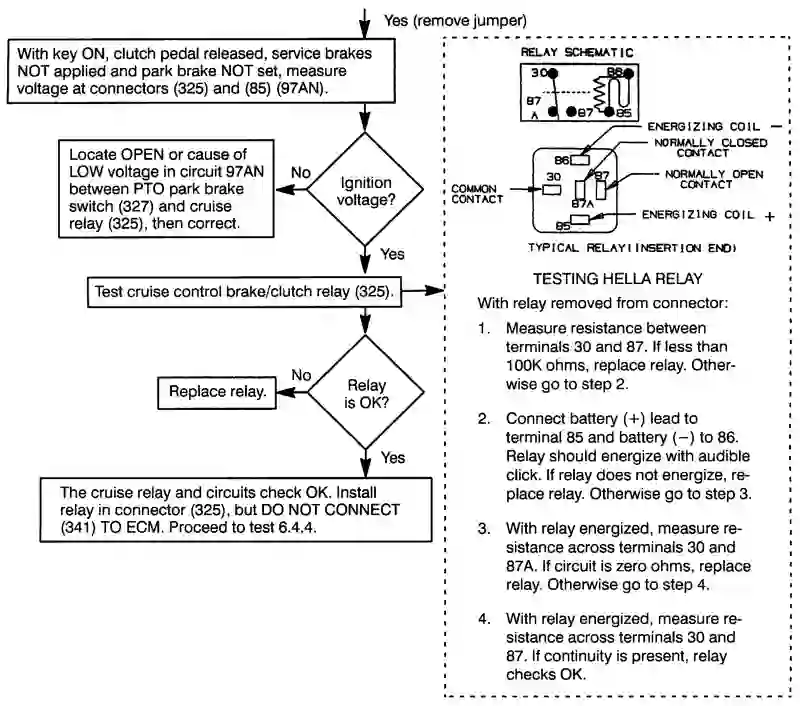 Yes (remove jumper)
With key ON, clutch pedal released, service brakes
NOT applied and park brake NOT set, measure
voltage at connectors (325) and (85) (97AN).
Locate OPEN or cause of
LOW voltage in circuit 97AN
between PTO park brake
switch (327) and cruise
relay (325), then correct.
No
Ignition
voltage?
Yes
Test cruise control brake/clutch relay (325).
Replace relay.
No
Relay
is OK?
Yes
The cruise relay and circuits check OK. Install
relay in connector (325), but DO NOT CONNECT
(341) TO ECM. Proceed to test 6.4.4.
RELAY SCHEMATIC
30
86
87
A
87
85
ENERGIZING COIL −
NORMALLY CLOSED
CONTACT
86
30
87
NORMALLY OPEN
CONTACT
COMMON
CONTACT
87A
85
ENERGIZING COIL +
TYPICAL RELAY(INSERTION END)
TESTING HELLA RELAY
With relay removed from connector:
1. Measure resistance between
terminals 30 and 87. If less than
100K ohms, replace relay. Other-
wise go to step 2.
2. Connect battery (+) lead to
terminal 85 and battery (−) to 86.
Relay should energize with audible
click. If relay does not energize, re-
place relay. Otherwise go to step 3.
3. With relay energized, measure re-
sistance across terminals 30 and
87A. If circuit is zero ohms, replace
relay. Otherwise go to step 4.
4. With relay energized, measure re-
sistance across terminals 30 and
87. If continuity is present, relay
checks OK.